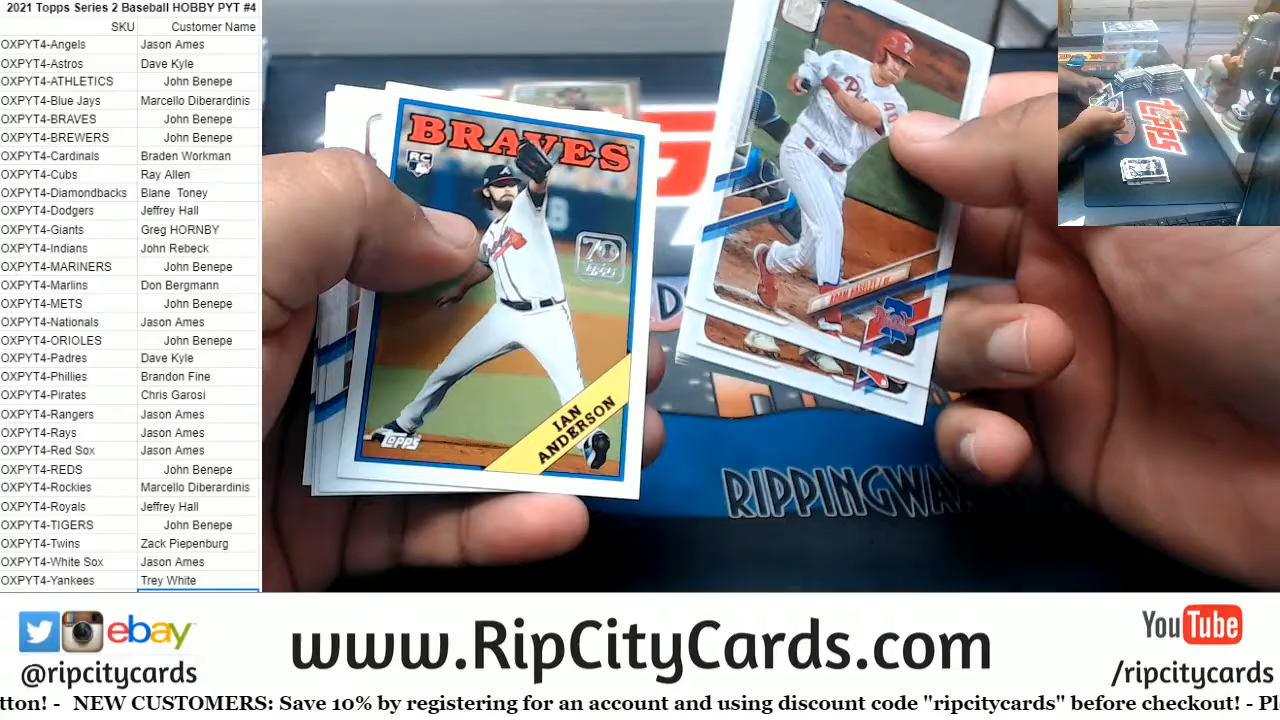 2021 Topps Series 2 Baseball HOBBY PYT #4
SKU Customer Name
OXPYT4-Angels Jason Ames
OXPYT4-Astros Dave Kyle
OXPYT4-ATHLETICS John Benepe
OXPYT4-Blue Jays Marcello Diberardinis
OXPYT4-BRAVES John Benepe
OXPYT4-BREWERS John Benepe
OXPYT4-Cardinals Braden Workman
OXPYT4-Cubs Ray Allen
OXPYT4-Diamondbacks Blane Toney
OXPYT4-Dodgers Jeffrey Hall
OXPYT4-Giants Greg HORNBY
OXPYT4-Indians John Rebeck
OXPYT4-MARINERS John Benepe
OXPYT4-Marlins Don Bergmann
OXPYT4-METS John Benepe
OXPYT4-Nationals Jason Ames
OXPYT4-ORIOLES John Benepe
OXPYT4-Padres Dave Kyle
OXPYT4-Phillies Brandon Fine
OXPYT4-Pirates Chris Garosi
OXPYT4-Rangers Jason Ames
OXPYT4-Rays Jason Ames
OXPYT4-Red Sox Jason Ames
OXPYT4-REDS John Benepe
OXPYT4-Rockies Marcello Diberardinis
OXPYT4-Royals Jeffrey Hall
OXPYT4-TIGERS John Benepe
OXPYT4-Twins Zack Piepenburg
OXPYT4-White Sox Jason Ames
OXPYT4-Yankees Trey White
BRAVES
RC
70
IAN
ANDERSON
TOPPS
TOPPS
RIPPINGWA
ebay
@ripcitycards
www.RipCityCards.com
YouTube
/ripcitycards
tton! - NEW CUSTOMERS: Save 10% by registering for an account and using discount code "ripcitycards" before checkout! - Pl